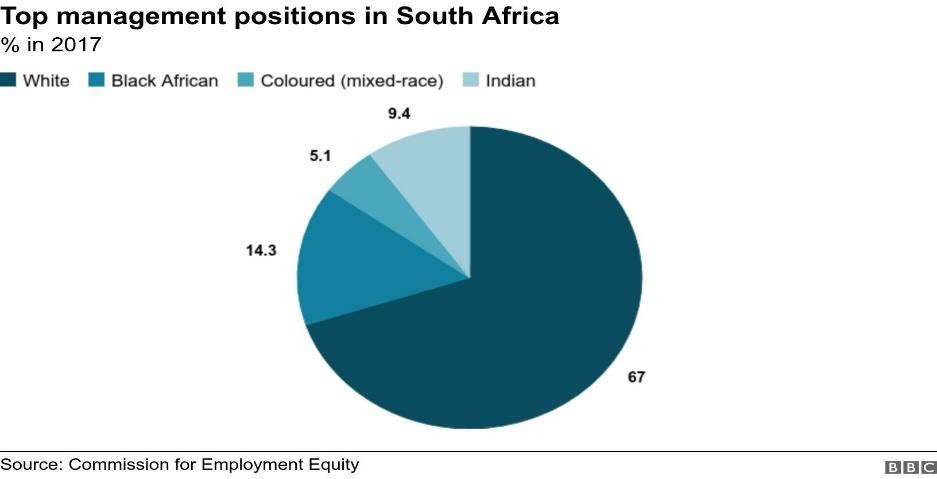 Top management positions in South Africa
% in 2017
White Black African Coloured (mixed-race) Indian
9.4
5.1
14.3
67
Source: Commission for Employment Equity
BBC